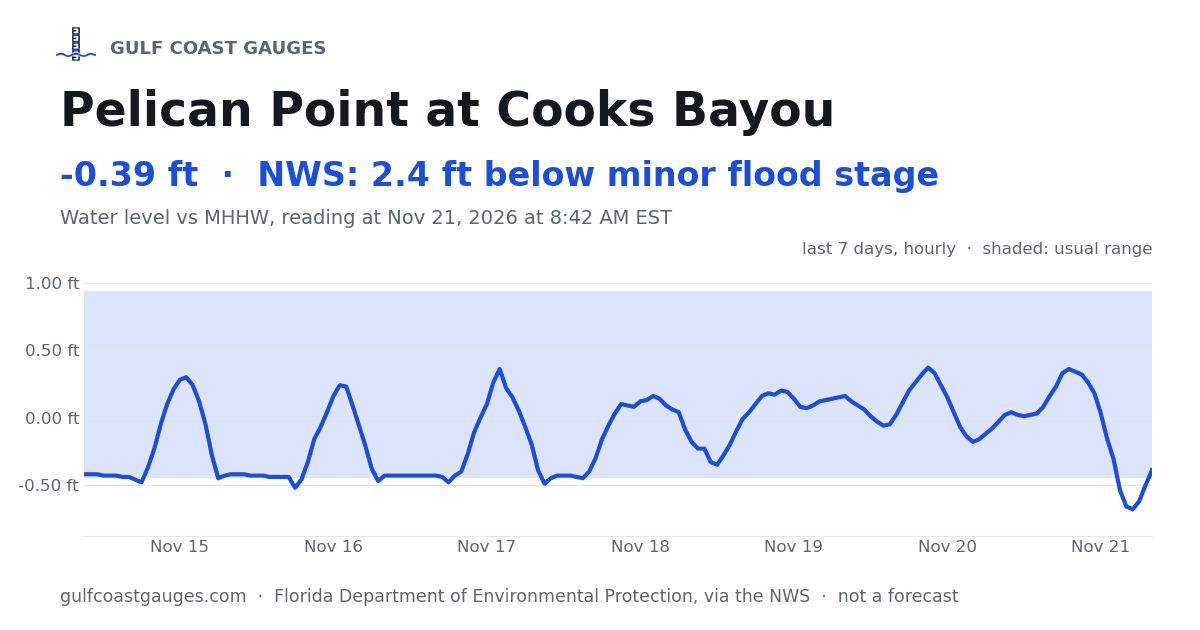 GULF COAST GAUGES
Pelican Point at Cooks Bayou
-0.39 ft · NWS: 2.4 ft below minor flood stage
Water level vs MHHW, reading at Nov 21, 2026 at 8:42 AM EST
last 7 days, hourly · shaded: usual range
1.00 ft
0.50 ft
0.00 ft
-0.50 ft
Nov 15 Nov 16 Nov 17 Nov 18 Nov 19 Nov 20 Nov 21
gulfcoastgauges.com · Florida Department of Environmental Protection, via the NWS · not a forecast